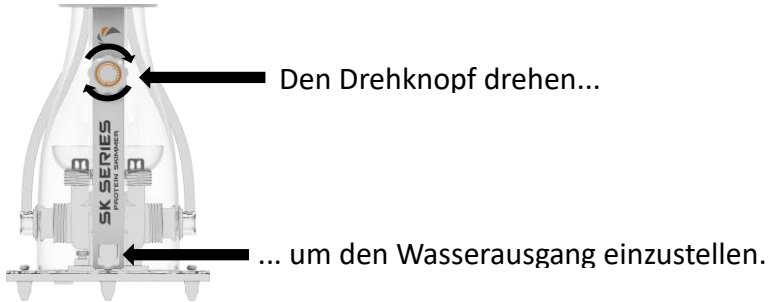 Den Drehknopf drehen...
SK SERIES
PROTEIN SKIMMER
... um den Wasserausgang einzustellen.